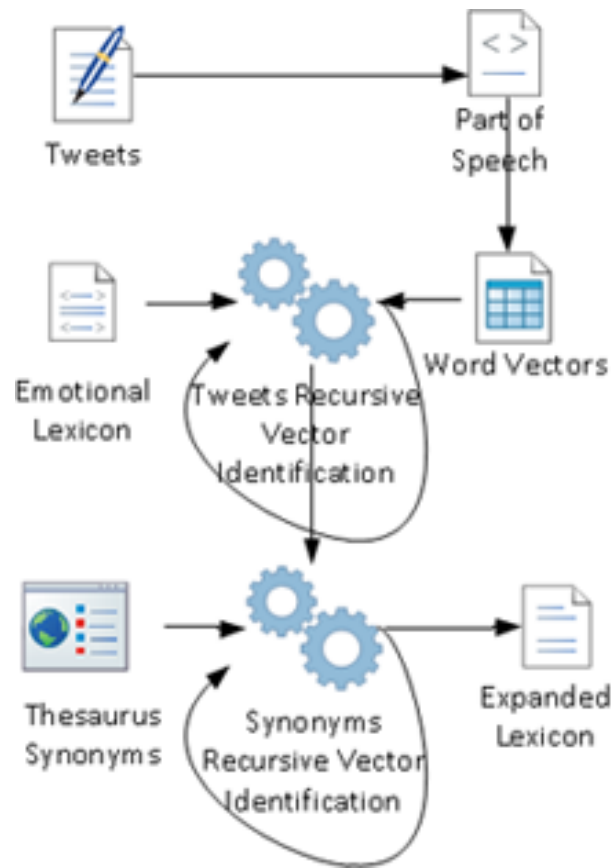 Tweets
Part of
Speech
Emotional
Lexicon
Tweets Recursive
Vector
Identification
Word Vectors
Thesaurus
Synonyms
Synonyms
Recursive Vector
Identification
Expanded
Lexicon